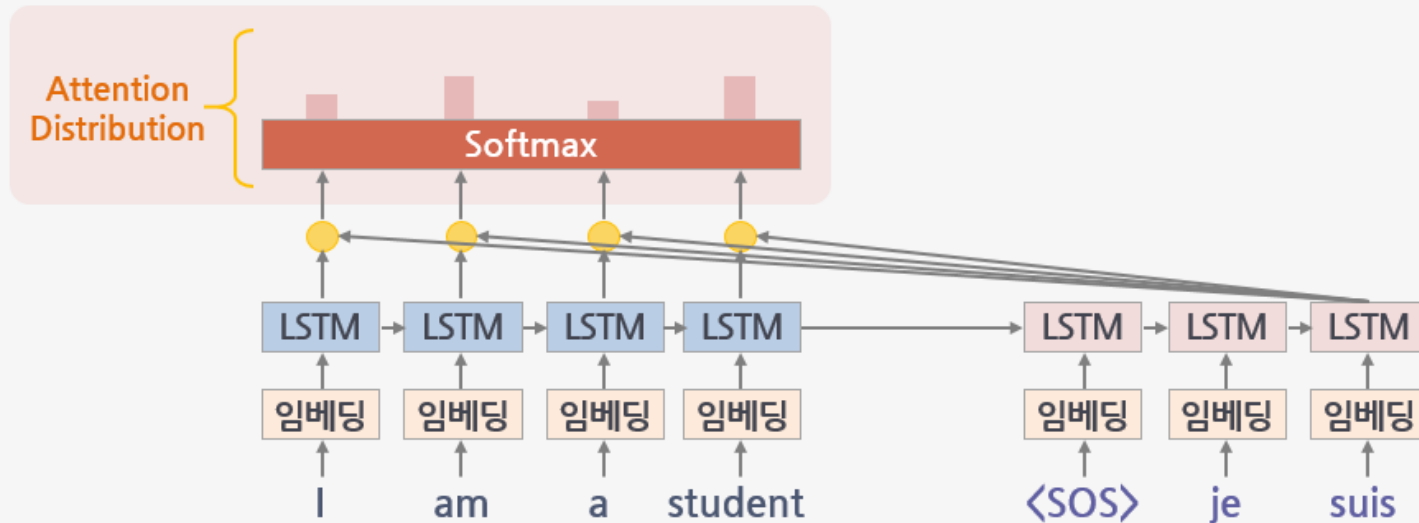 Attention
Distribution
Softmax
LSTM LSTM LSTM LSTM LSTM LSTM LSTM
임베딩 임베딩 임베딩 임베딩 임베딩 임베딩 임베딩
I am a student <SOS> je suis